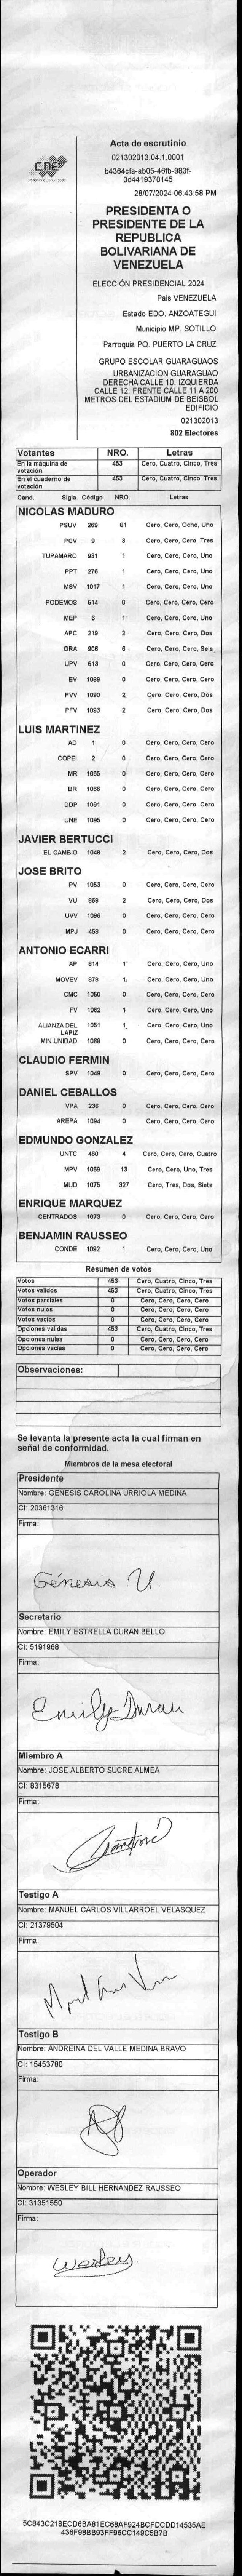 CNE
Acta de escrutinio
021302013.04.1.0001
b4364cfa-ab05-46fb-983f-
0d4419370145
28/07/2024 06:43:58 PM
PRESIDENTA O
PRESIDENTE DE LA
REPUBLICA
BOLIVARIANA DE
VENEZUELA
ELECCIÓN PRESIDENCIAL 2024
Pais VENEZUELA
Estado EDO. ANZOATEGUI
Municipio MP. SOTILLO
Parroquia PQ. PUERTO LA CRUZ
GRUPO ESCOLAR GUARAGUAOS
URBANIZACION GUARAGUAO
DERECHA CALLE 10. IZQUIERDA
CALLE 12. FRENTE CALLE 11 A 200
METROS DEL ESTADIUM DE BEISBOL
EDIFICIO
021302013
802 Electores
Votantes NRO. Letras
En la máquina de votación 453 Cero, Cuatro, Cinco, Tres
En el cuaderno de votación 453 Cero, Cuatro, Cinco, Tres
Cand. Sigla Código NRO. Letras
NICOLAS MADURO
PSUV 269 81 Cero, Cero, Ocho, Uno
PCV 9 3 Cero, Cero, Cero, Tres
TUPAMARO 931 1 Cero, Cero, Cero, Uno
PPT 276 1 Cero, Cero, Cero, Uno
MSV 1017 1 Cero, Cero, Cero, Uno
PODEMOS 514 0 Cero, Cero, Cero, Cero
MEP 6 1 Cero, Cero, Cero, Uno
APC 219 2 Cero, Cero, Cero, Dos
ORA 906 6 Cero, Cero, Cero, Seis
UPV 513 0 Cero, Cero, Cero, Cero
EV 1089 0 Cero, Cero, Cero, Cero
PVV 1090 2 Cero, Cero, Cero, Dos
PFV 1093 2 Cero, Cero, Cero, Dos
LUIS MARTINEZ
AD 1 0 Cero, Cero, Cero, Cero
COPEI 2 0 Cero, Cero, Cero, Cero
MR 1065 0 Cero, Cero, Cero, Cero
BR 1066 0 Cero, Cero, Cero, Cero
DDP 1091 0 Cero, Cero, Cero, Cero
UNE 1095 0 Cero, Cero, Cero, Cero
JAVIER BERTUCCI
EL CAMBIO 1048 2 Cero, Cero, Cero, Dos
JOSE BRITO
PV 1053 0 Cero, Cero, Cero, Cero
VU 868 2 Cero, Cero, Cero, Dos
UVV 1096 0 Cero, Cero, Cero, Cero
MPJ 459 0 Cero, Cero, Cero, Cero
ANTONIO ECARRI
AP 814 1 Cero, Cero, Cero, Uno
MOVEV 878 1 Cero, Cero, Cero, Uno
CMC 1050 0 Cero, Cero, Cero, Cero
FV 1062 1 Cero, Cero, Cero, Uno
ALIANZA DEL LAPIZ 1051 1 Cero, Cero, Cero, Uno
MIN UNIDAD 1068 0 Cero, Cero, Cero, Cero
CLAUDIO FERMIN
SPV 1049 0 Cero, Cero, Cero, Cero
DANIEL CEBALLOS
VPA 236 0 Cero, Cero, Cero, Cero
AREPA 1094 0 Cero, Cero, Cero, Cero
EDMUNDO GONZALEZ
UNTC 460 4 Cero, Cero, Cero, Cuatro
MPV 1069 13 Cero, Cero, Uno, Tres
MUD 1075 327 Cero, Tres, Dos, Siete
ENRIQUE MARQUEZ
CENTRADOS 1073 0 Cero, Cero, Cero, Cero
BENJAMIN RAUSSEO
CONDE 1092 1 Cero, Cero, Cero, Uno
Resumen de votos
Votos 453 Cero, Cuatro, Cinco, Tres
Votos validos 453 Cero, Cuatro, Cinco, Tres
Votos parciales 0 Cero, Cero, Cero, Cero
Votos nulos 0 Cero, Cero, Cero, Cero
Votos vacios 0 Cero, Cero, Cero, Cero
Opciones validas 453 Cero, Cuatro, Cinco, Tres
Opciones nulas 0 Cero, Cero, Cero, Cero
Opciones vacias 0 Cero, Cero, Cero, Cero
Observaciones:
Se levanta la presente acta la cual firman en
señal de conformidad.
Miembros de la mesa electoral
Presidente
Nombre: GENESIS CAROLINA URRIOLA MEDINA
CI: 20361316
Firma:
Génesis U.
Secretario
Nombre: EMILY ESTRELLA DURAN BELLO
CI: 5191968
Firma:
Emily Duran
Miembro A
Nombre: JOSE ALBERTO SUCRE ALMEA
CI: 8315678
Firma:
Testigo A
Nombre: MANUEL CARLOS VILLARROEL VELASQUEZ
CI: 21379504
Firma:
Testigo B
Nombre: ANDREINA DEL VALLE MEDINA BRAVO
CI: 15453780
Firma:
Operador
Nombre: WESLEY BILL HERNANDEZ RAUSSEO
CI: 31351550
Firma:
Wesley
5CB43C218ECD6BA81EC68AF924BCFDCDD14535AE
436F98BB93FF96CC149C5B7B